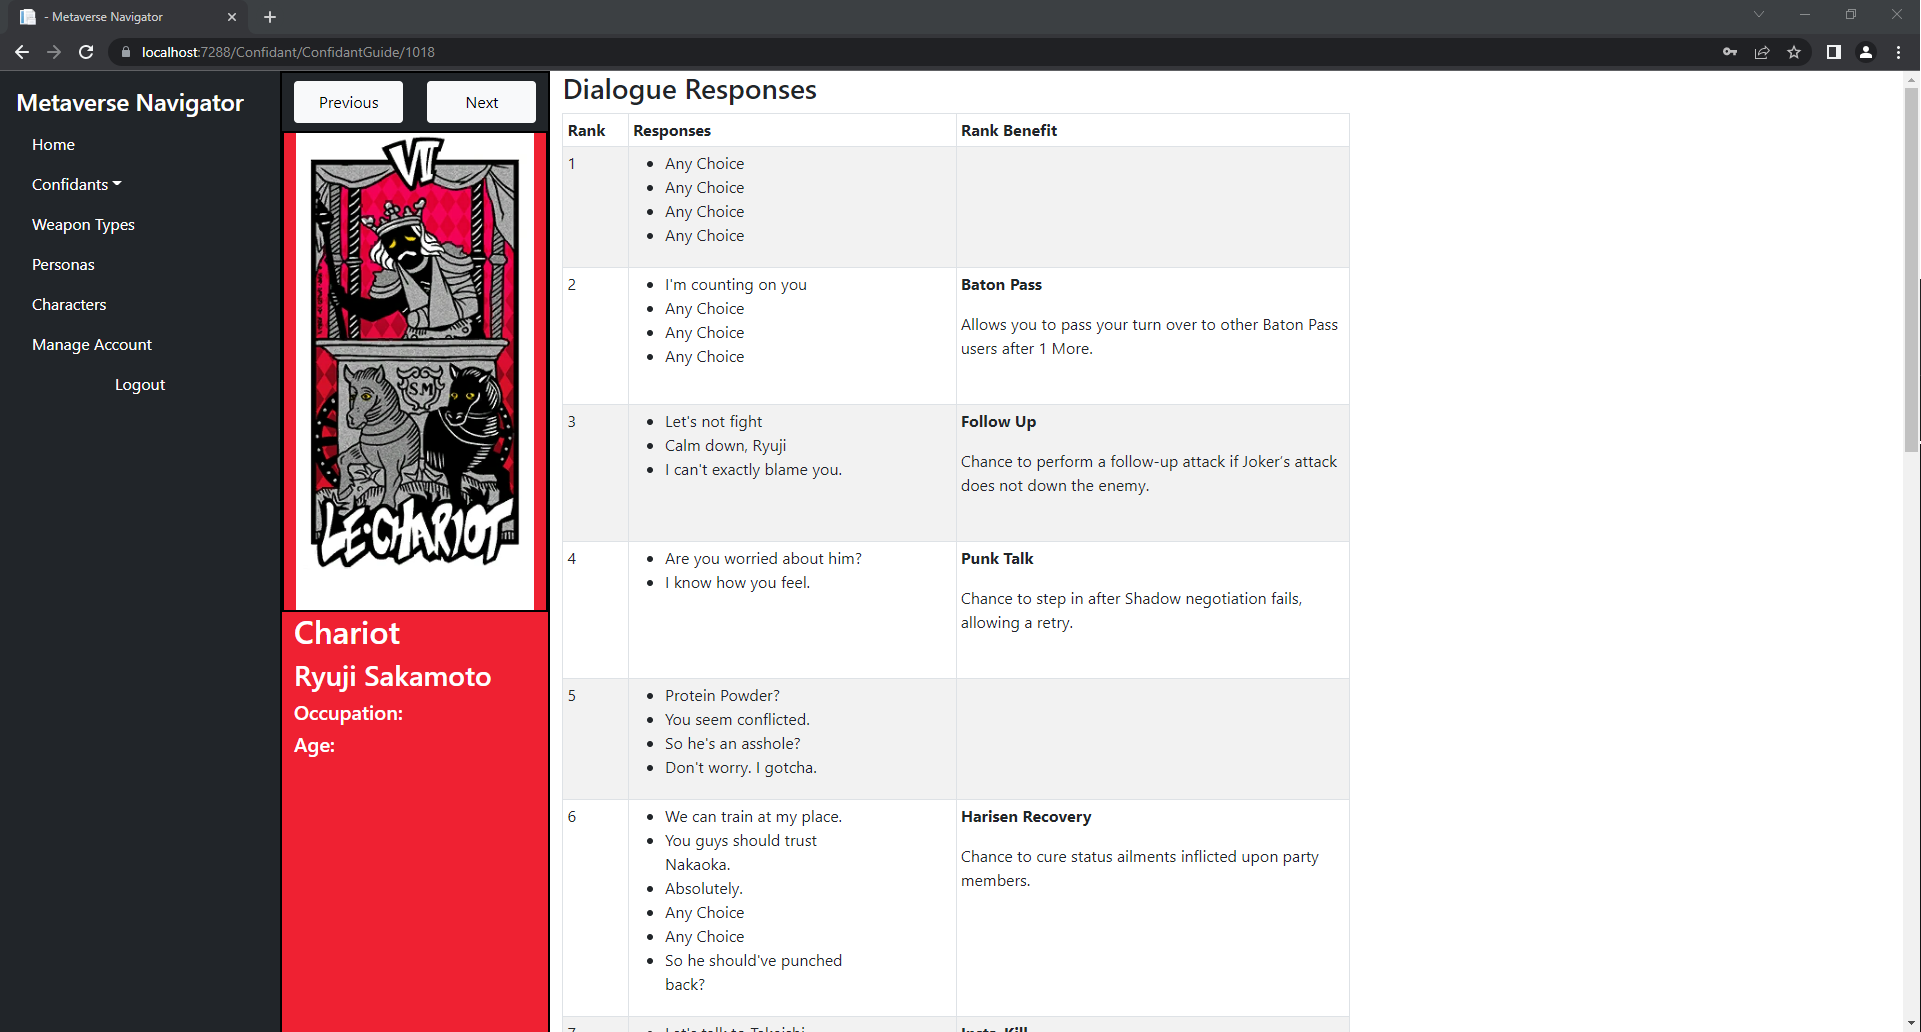 - Metaverse Navigator
localhost:7288/Confidant/ConfidantGuide/1018
Metaverse Navigator
Home
Confidants
Weapon Types
Personas
Characters
Manage Account
Logout
Previous
Next
VII
SM
LE·CHARIOT
Chariot
Ryuji Sakamoto
Occupation:
Age:
Dialogue Responses
Rank Responses Rank Benefit
1
Any Choice
Any Choice
Any Choice
Any Choice
2
I'm counting on you
Any Choice
Any Choice
Any Choice
Baton Pass
Allows you to pass your turn over to other Baton Pass
users after 1 More.
3
Let's not fight
Calm down, Ryuji
I can't exactly blame you.
Follow Up
Chance to perform a follow-up attack if Joker’s attack
does not down the enemy.
4
Are you worried about him?
I know how you feel.
Punk Talk
Chance to step in after Shadow negotiation fails,
allowing a retry.
5
Protein Powder?
You seem conflicted.
So he's an asshole?
Don't worry. I gotcha.
6
We can train at my place.
You guys should trust
Nakaoka.
Absolutely.
Any Choice
Any Choice
So he should've punched
back?
Harisen Recovery
Chance to cure status ailments inflicted upon party
members.
7
Let's talk to Takeishi
Insta-Kill